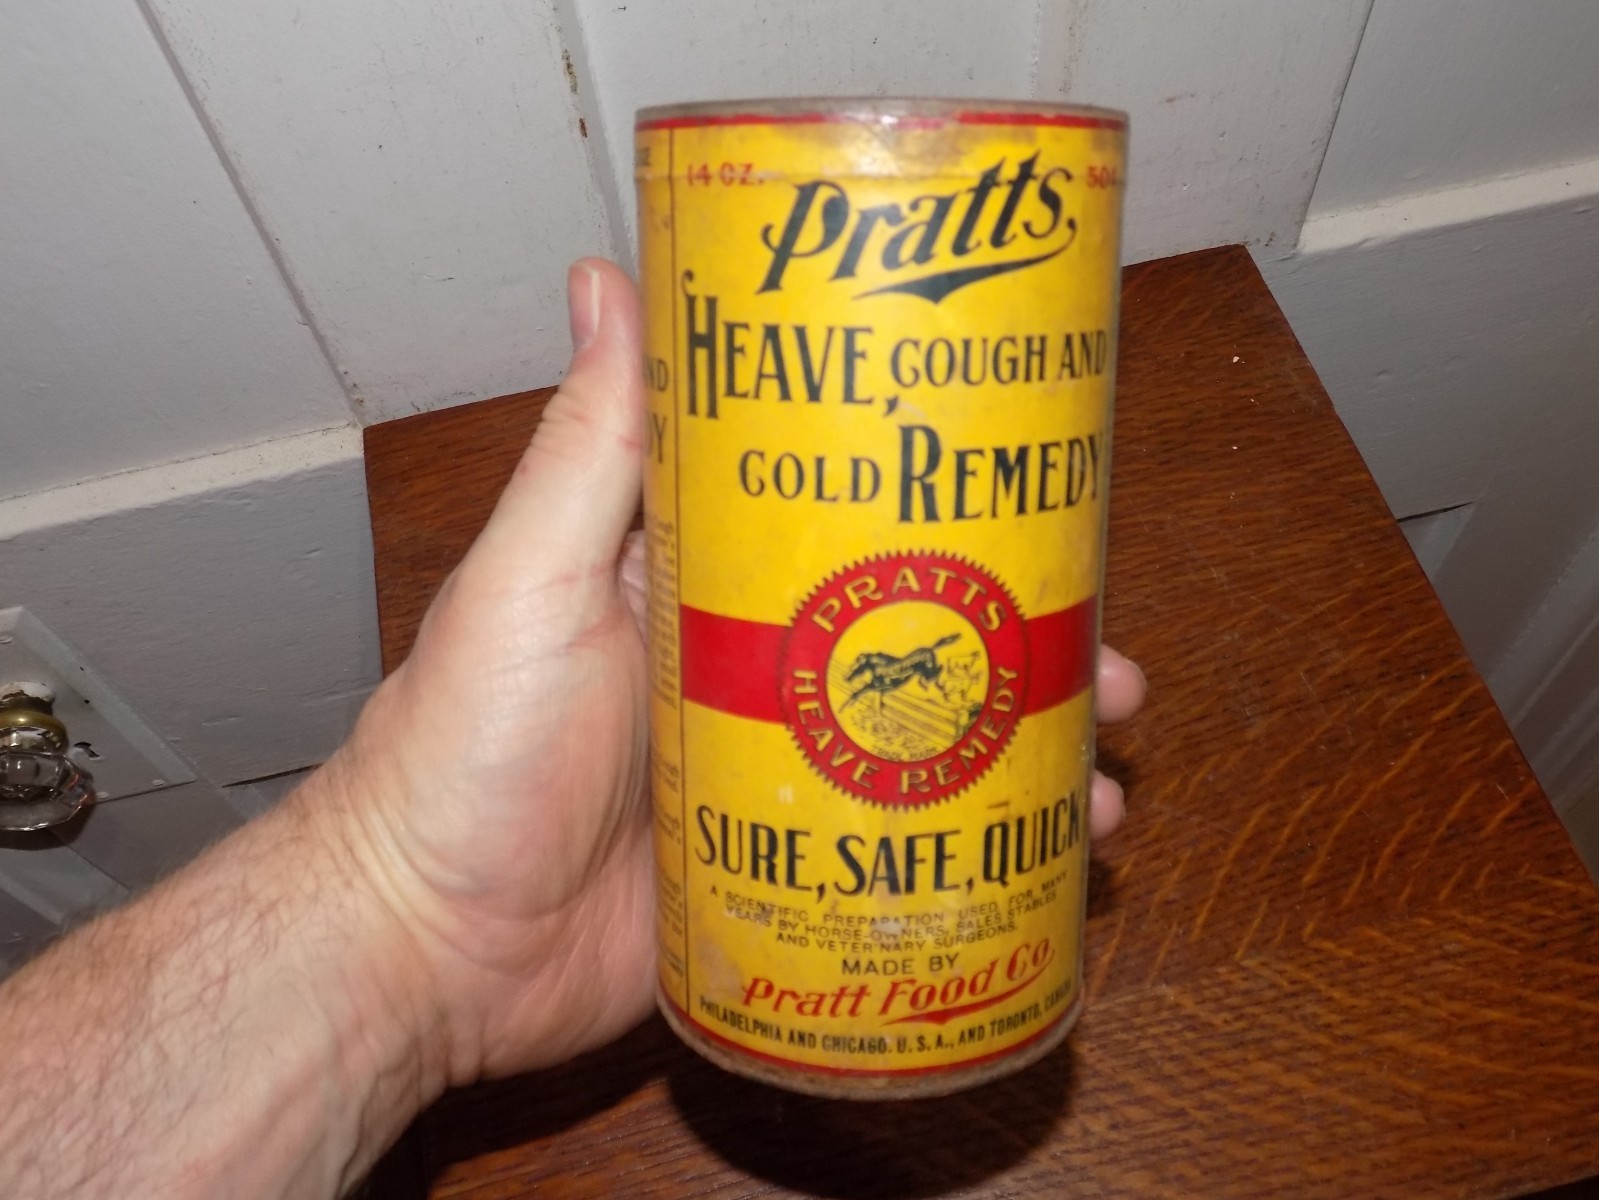 14 OZ.
Pratts
HEAVE, COUGH AND
COLD REMEDY
PRATTS
HEAVE REMEDY
TRADE MARK
SURE, SAFE, QUICK
A SCIENTIFIC PREPARATION USED FOR MANY
YEARS BY HORSE-OWNERS, SALES STABLES
AND VETERINARY SURGEONS.
MADE BY
Pratt Food Co.
PHILADELPHIA AND CHICAGO. U. S. A., AND TORONTO, CANADA